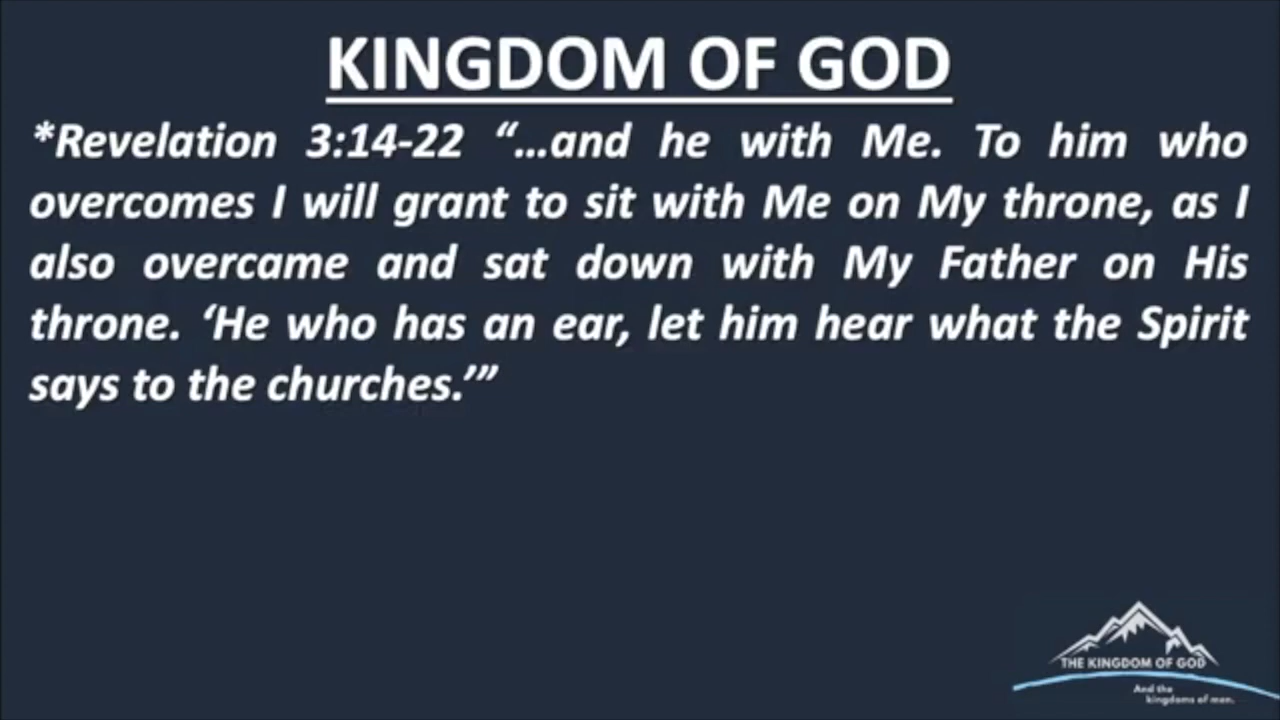 KINGDOM OF GOD
*Revelation 3:14-22 “…and he with Me. To him who
overcomes I will grant to sit with Me on My throne, as I
also overcame and sat down with My Father on His
throne. ‘He who has an ear, let him hear what the Spirit
says to the churches.’”
THE KINGDOM OF GOD
And the
kingdoms of men.